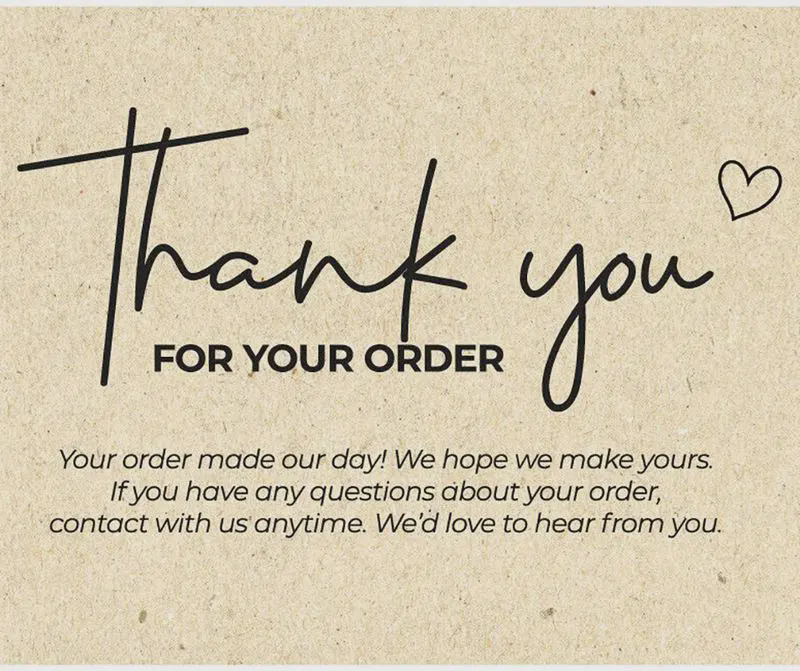 Thank you
FOR YOUR ORDER
Your order made our day! We hope we make yours.
If you have any questions about your order,
contact with us anytime. We'd love to hear from you.